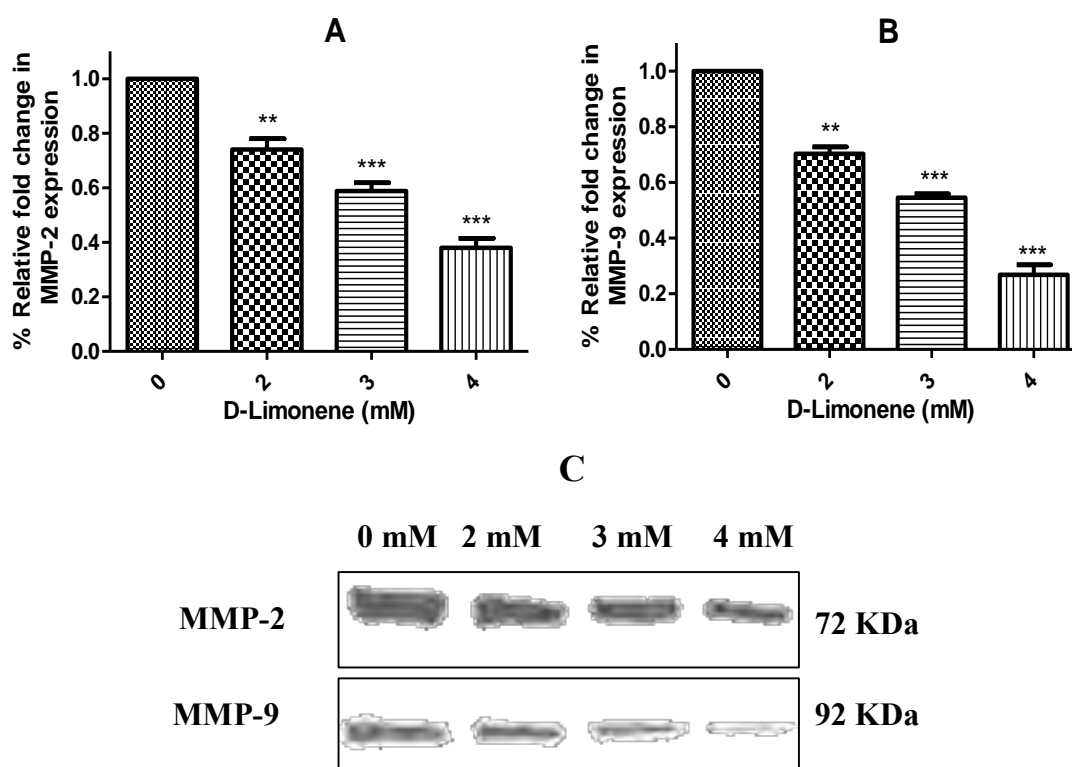 A
% Relative fold change in
MMP-2 expression
1.0
0.8
0.6
0.4
0.2
0.0
**
***
***
0
2
3
4
D-Limonene (mM)
B
% Relative fold change in
MMP-9 expression
1.0
0.8
0.6
0.4
0.2
0.0
**
***
***
0
2
3
4
D-Limonene (mM)
C
0 mM 2 mM 3 mM 4 mM
MMP-2 72 KDa
MMP-9 92 KDa